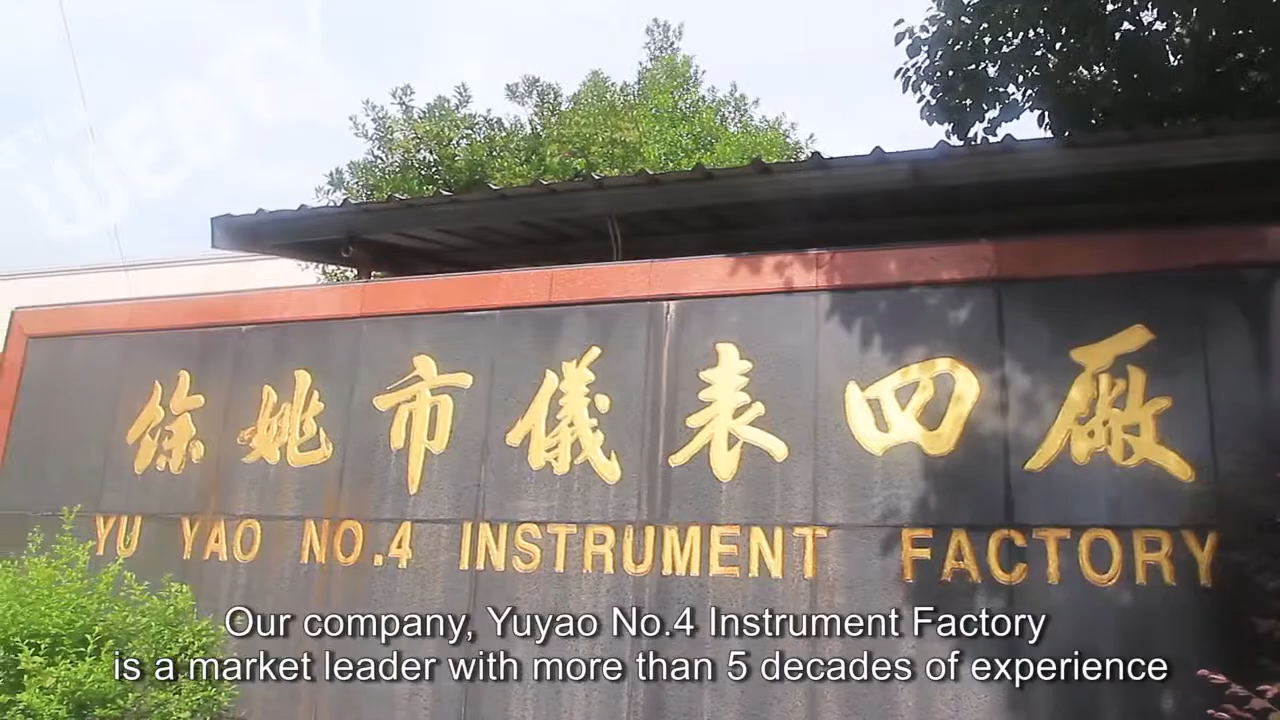 徐姚市儀表四廠
YU YAO NO.4 INSTRUMENT FACTORY
Our company, Yuyao No.4 Instrument Factory
is a market leader with more than 5 decades of experience